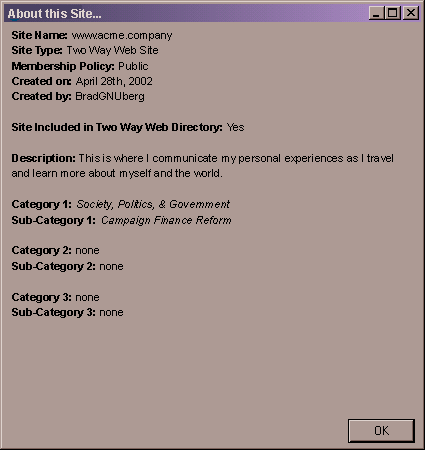 About this Site...
Site Name: www.acme.company
Site Type: Two Way Web Site
Membership Policy: Public
Created on: April 28th, 2002
Created by: BradGNUberg
Site Included in Two Way Web Directory: Yes
Description: This is where I communicate my personal experiences as I travel
and learn more about myself and the world.
Category 1: Society, Politics, & Government
Sub-Category 1: Campaign Finance Reform
Category 2: none
Sub-Category 2: none
Category 3: none
Sub-Category 3: none
OK